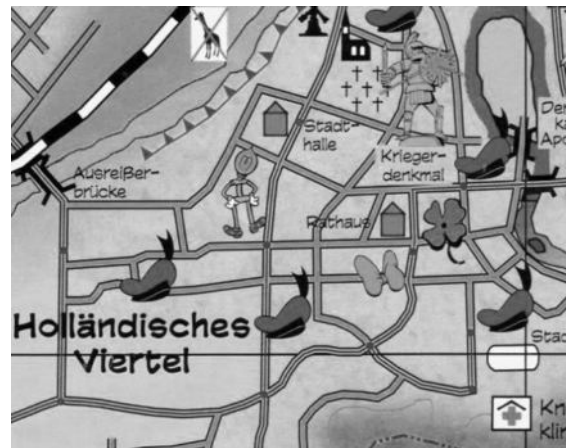 Stadt-
halle
Ausreißer-
brücke
Krieger-
denkmal
Rathaus
Holländisches
Viertel